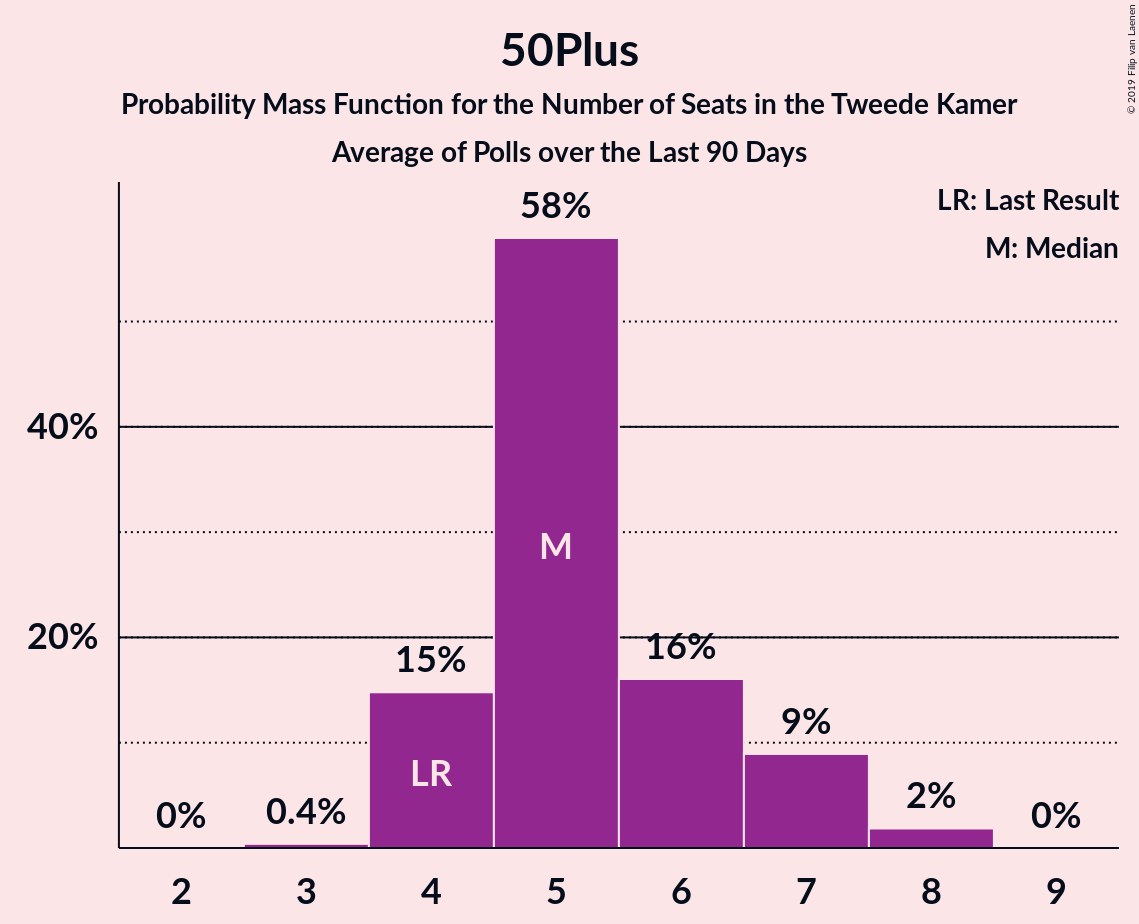 50Plus
Probability Mass Function for the Number of Seats in the Tweede Kamer
Average of Polls over the Last 90 Days
© 2019 Filip van Laenen
LR: Last Result
M: Median
58%
40%
M
20%
15%
16%
9%
LR
0%
0.4%
2%
0%
2 3 4 5 6 7 8 9